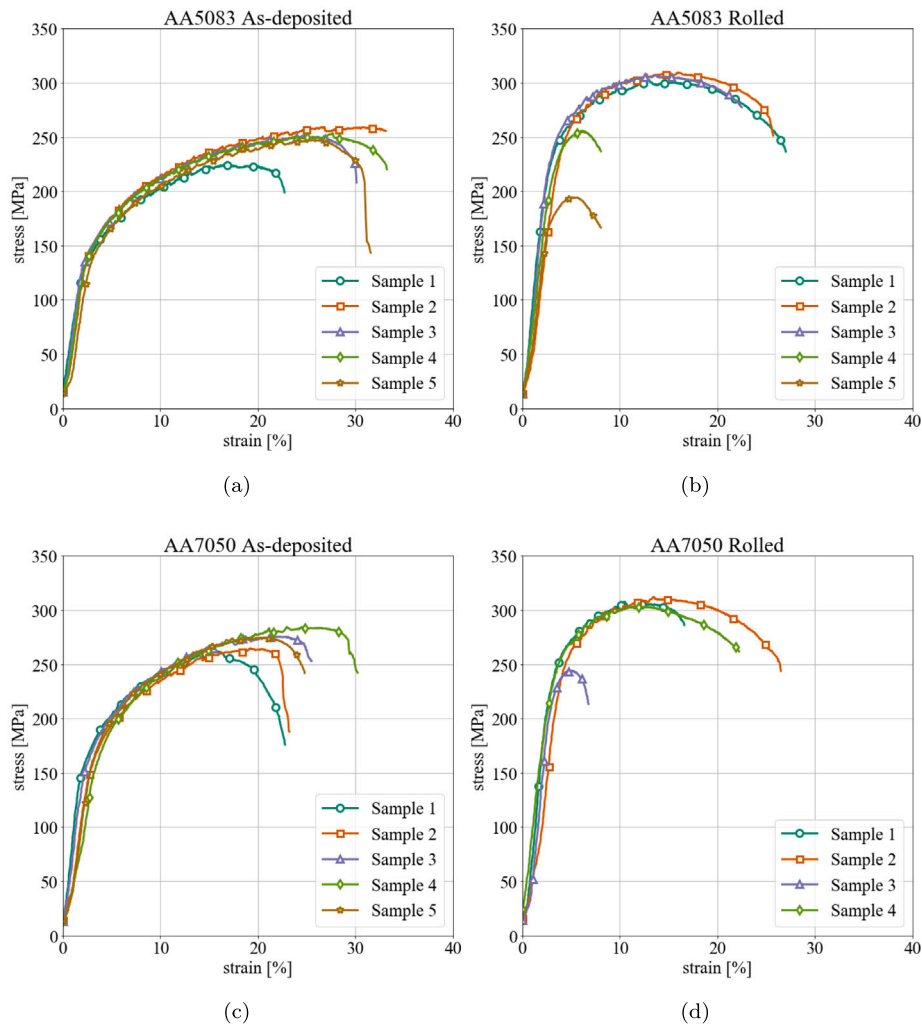 AA5083 As-deposited
350
300
250
200
150
100
50
0
stress [MPa]
0 10 20 30 40
strain [%]
Sample 1
Sample 2
Sample 3
Sample 4
Sample 5
(a)
AA5083 Rolled
350
300
250
200
150
100
50
0
stress [MPa]
0 10 20 30 40
strain [%]
Sample 1
Sample 2
Sample 3
Sample 4
Sample 5
(b)
AA7050 As-deposited
350
300
250
200
150
100
50
0
stress [MPa]
0 10 20 30 40
strain [%]
Sample 1
Sample 2
Sample 3
Sample 4
Sample 5
(c)
AA7050 Rolled
350
300
250
200
150
100
50
0
stress [MPa]
0 10 20 30 40
strain [%]
Sample 1
Sample 2
Sample 3
Sample 4
(d)